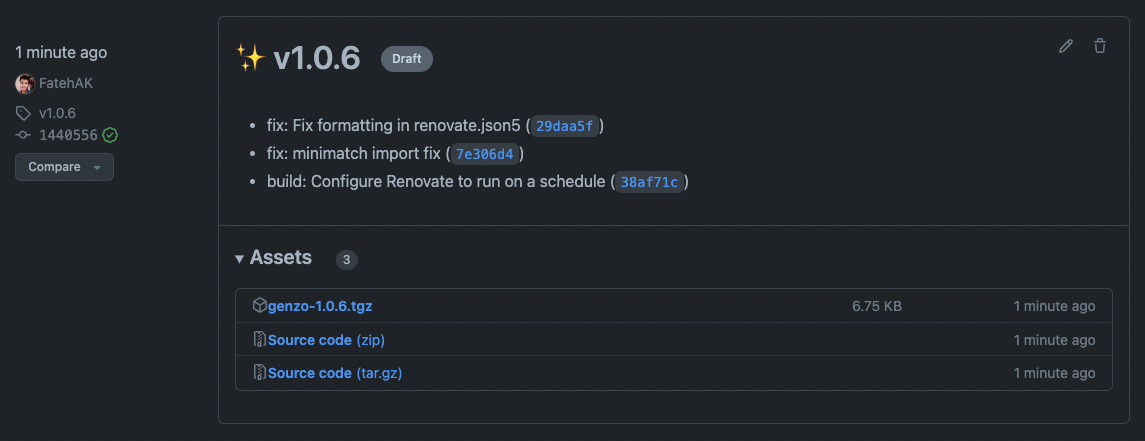 1 minute ago
FatehAK
v1.0.6
1440556
Compare
✨ v1.0.6 Draft
• fix: Fix formatting in renovate.json5 (29daa5f)
• fix: minimatch import fix (7e306d4)
• build: Configure Renovate to run on a schedule (38af71c)
Assets 3
genzo-1.0.6.tgz 6.75 KB 1 minute ago
Source code (zip) 1 minute ago
Source code (tar.gz) 1 minute ago